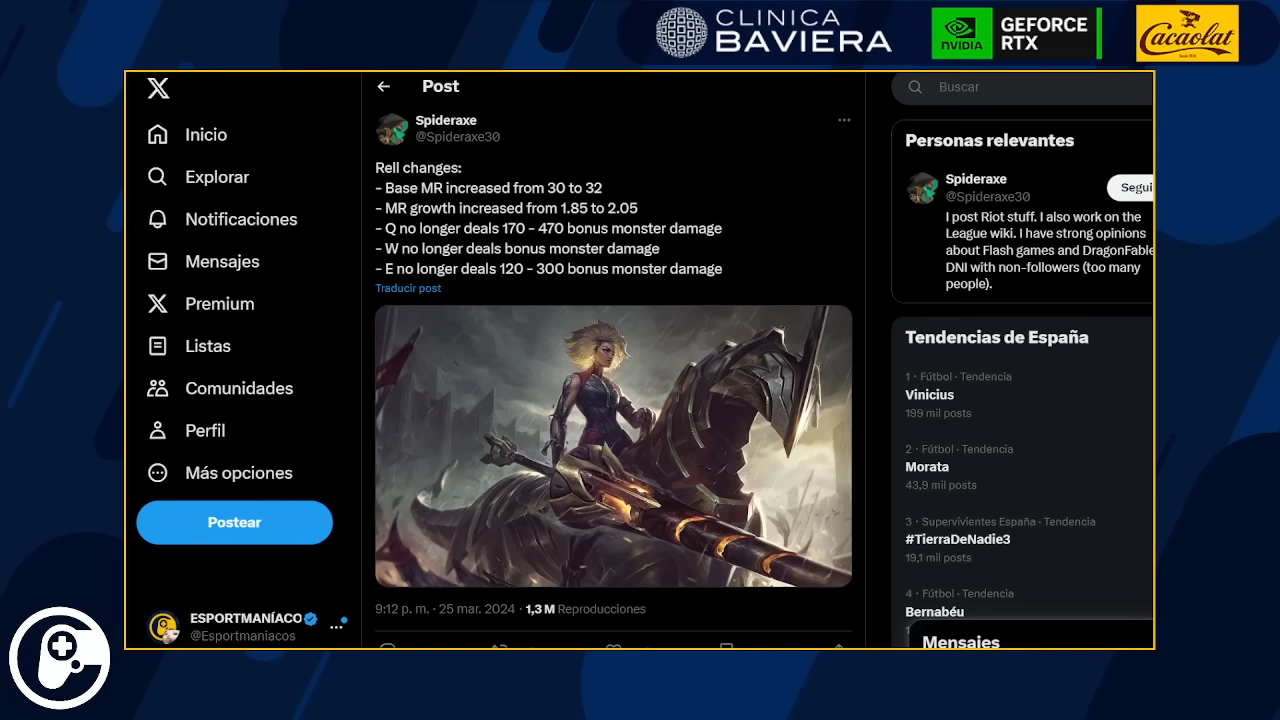 CLINICA
BAVIERA
NVIDIA
GEFORCE
RTX
Cacaolat
Inicio
Explorar
Notificaciones
Mensajes
Premium
Listas
Comunidades
Perfil
Más opciones
Postear
ESPORTMANÍACO
@Esportmaniacos
Post
Spideraxe
@Spideraxe30
Rell changes:
- Base MR increased from 30 to 32
- MR growth increased from 1.85 to 2.05
- Q no longer deals 170 - 470 bonus monster damage
- W no longer deals bonus monster damage
- E no longer deals 120 - 300 bonus monster damage
Traducir post
9:12 p. m. · 25 mar. 2024 · 1,3 M Reproducciones
Buscar
Personas relevantes
Spideraxe
@Spideraxe30
Segui
I post Riot stuff. I also work on the
League wiki. I have strong opinions
about Flash games and DragonFable
DNI with non-followers (too many
people).
Tendencias de España
1 · Fútbol · Tendencia
Vinicius
199 mil posts
2 · Fútbol · Tendencia
Morata
43,9 mil posts
3 · Supervivientes España · Tendencia
#TierraDeNadie3
19,1 mil posts
4 · Fútbol · Tendencia
Bernabéu
Mensajes